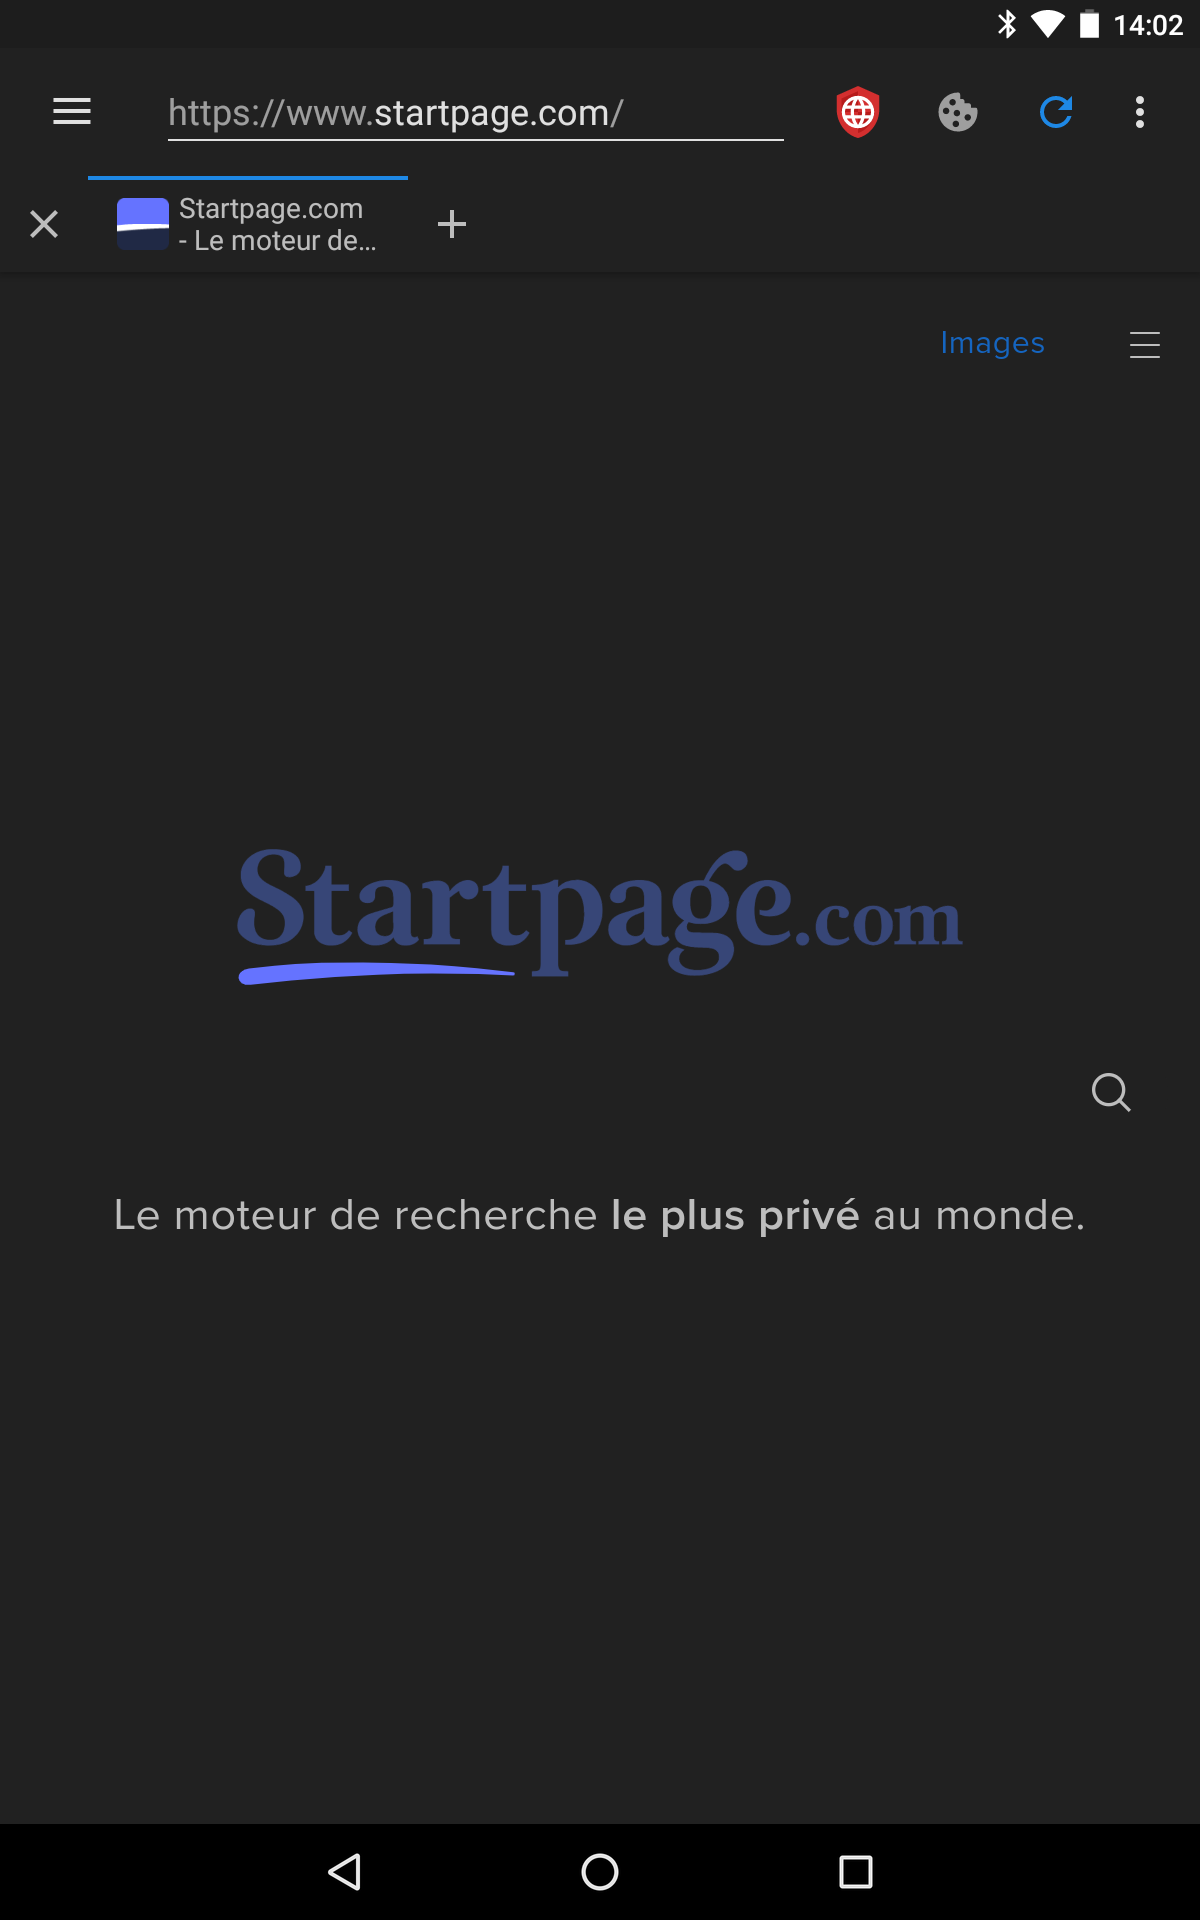 14:02
https://www.startpage.com/
Startpage.com
- Le moteur de...
Images
Startpage.com
Le moteur de recherche le plus privé au monde.